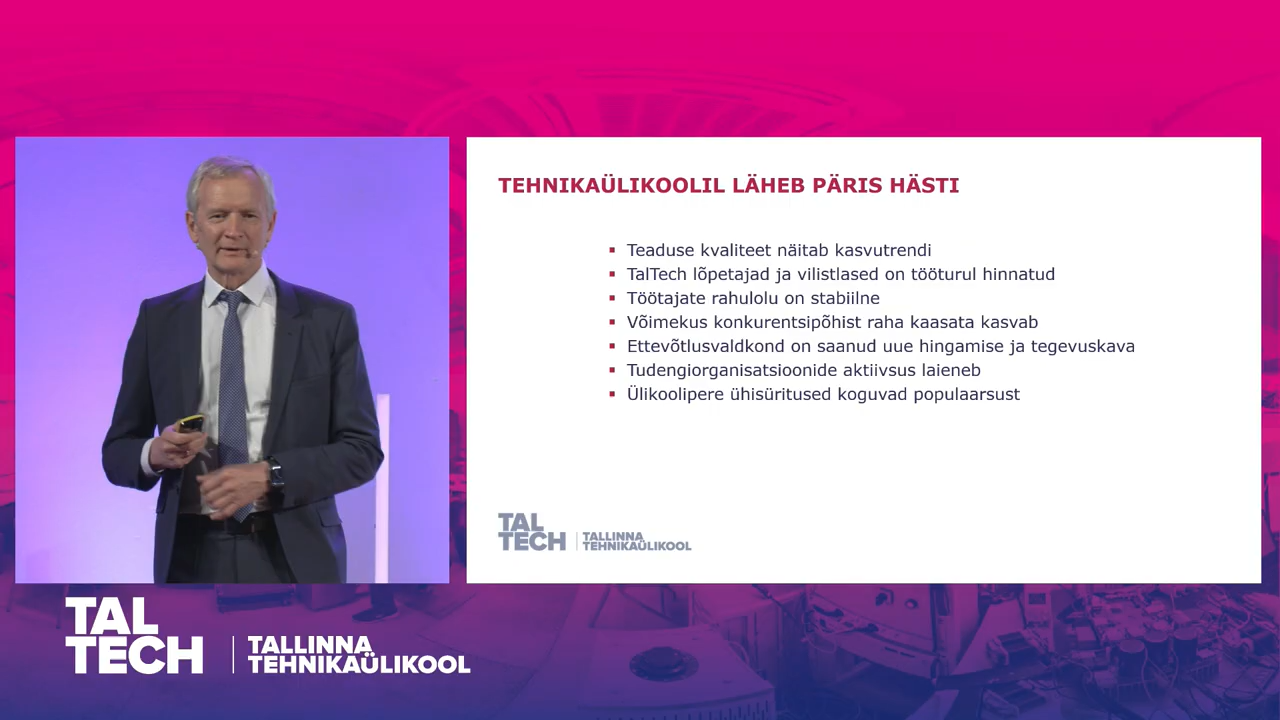 TEHNIKAÜLIKOOLIL LÄHEB PÄRIS HÄSTI
Teaduse kvaliteet näitab kasvutrendi
TalTech lõpetajad ja vilistlased on tööturul hinnatud
Töötajate rahulolu on stabiilne
Võimekus konkurentsipõhist raha kaasata kasvab
Ettevõtlusvaldkond on saanud uue hingamise ja tegevuskava
Tudengiorganisatsioonide aktiivsus laieneb
Ülikoolipere ühisüritused koguvad populaarsust
TAL
TECH
TALLINNA
TEHNIKAÜLIKOOL
TAL
TECH
TALLINNA
TEHNIKAÜLIKOOL